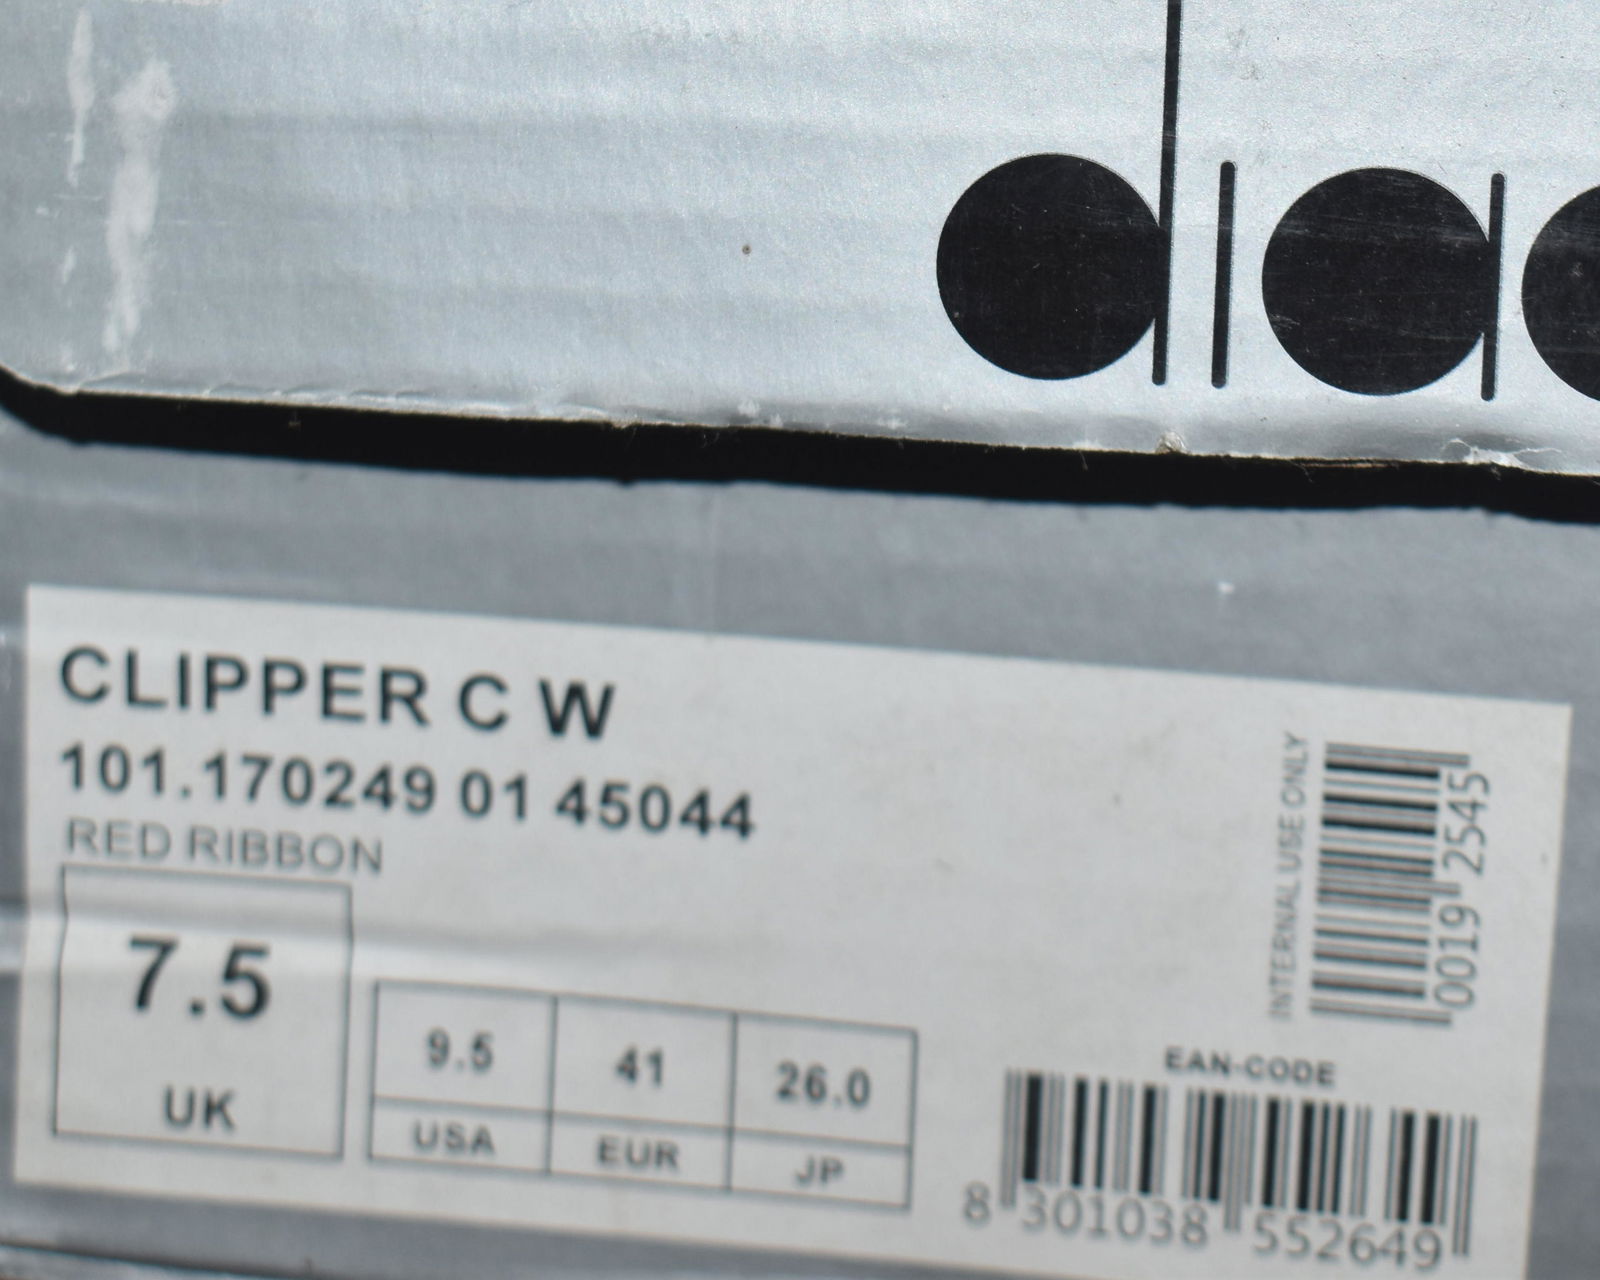 diad
CLIPPER C W
101.170249 01 45044
RED RIBBON
7.5
UK
9.5 41 26.0
USA EUR JP
INTERNAL USE ONLY
0019 2545
EAN-CODE
8 301038 552649